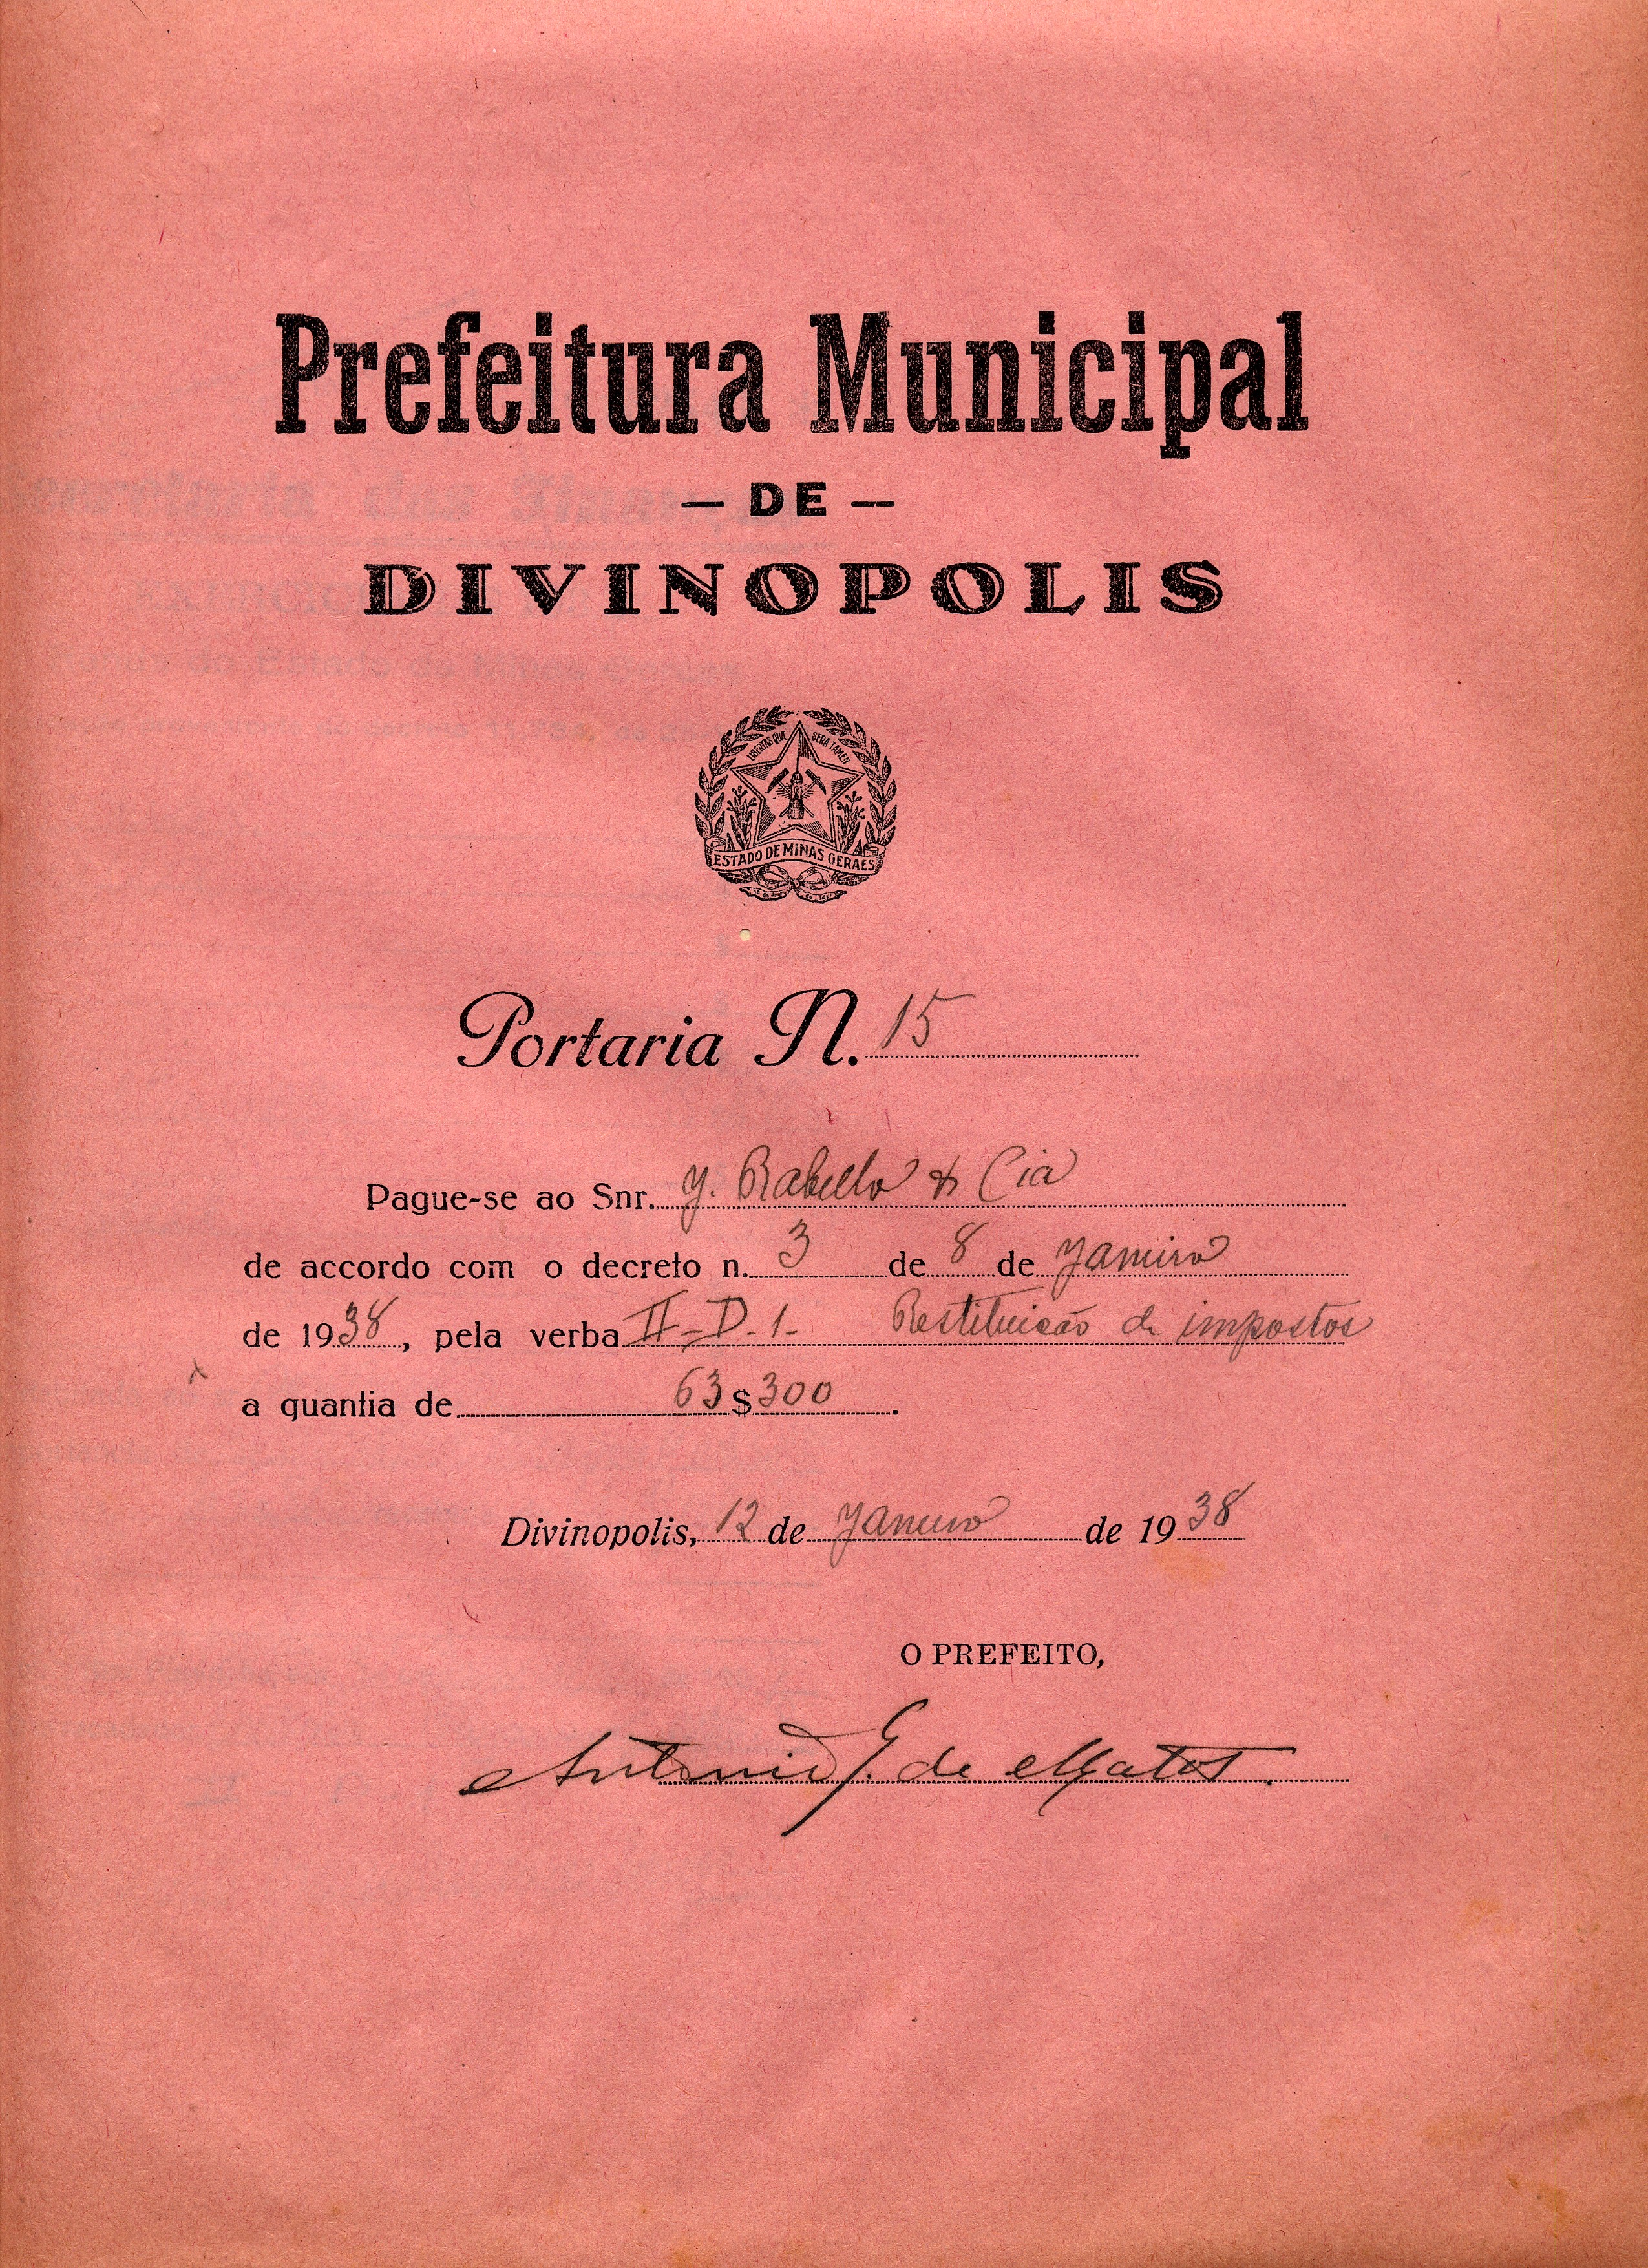 Prefeitura Municipal
— DE —
DIVINOPOLIS
LIBERTAS QUÆ SERA TAMEN
ESTADO DE MINAS GERAES
Portaria N. 15
Pague-se ao Snr. J. Rabello & Cia
de accordo com o decreto n. 3 de 8 de Janeiro
de 1938, pela verba II-D-1- Restituição de impostos
a quantia de 63$300.
Divinopolis, 12 de Janeiro de 1938
O PREFEITO,
Antonio G. de Matos.